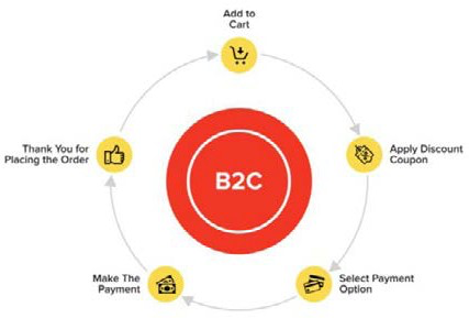 Add to
Cart
Apply Discount
Coupon
Select Payment
Option
Make The
Payment
Thank You for
Placing the Order
B2C